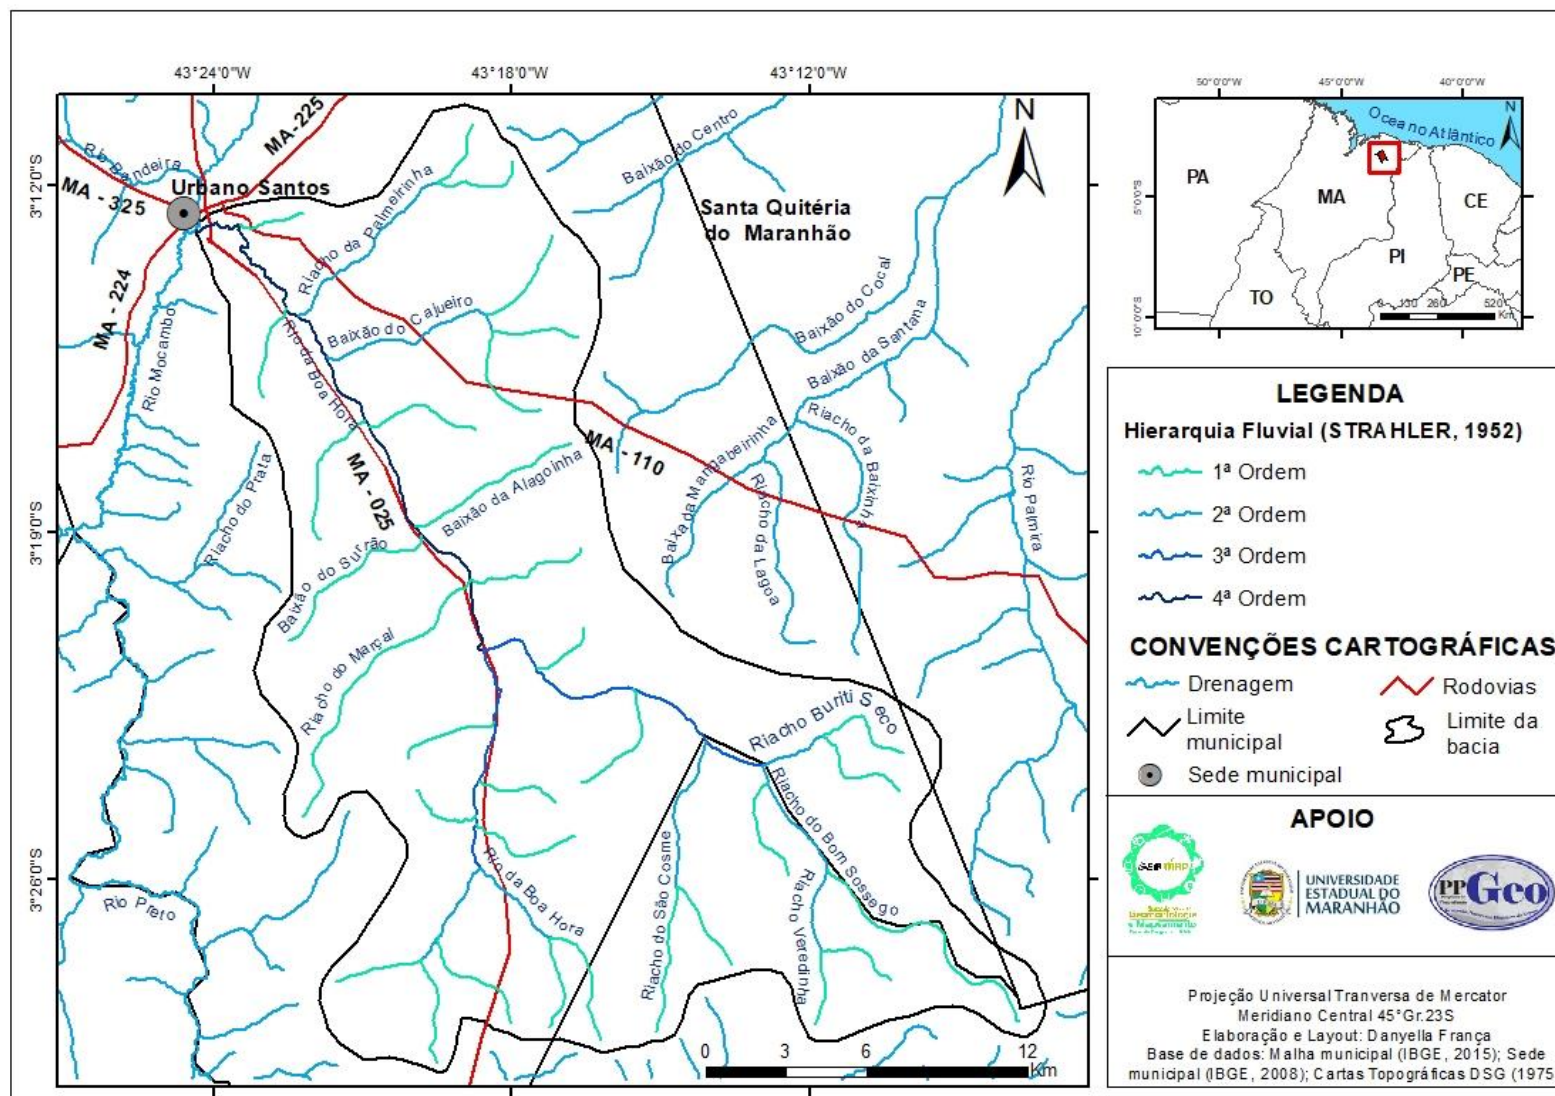 43°24'0"W
43°18'0"W
43°12'0"W
3°12'0"S
3°19'0"S
3°26'0"S
N
MA-225
Rio Bandeira
Urbano Santos
MA - 325
MA - 224
Riacho da Palmeirinha
Baixão do Centro
Santa Quitéria
do Maranhão
Rio Mocambo
Rio da Boa Hora
Baixão do Cajueiro
Baixão do Cocal
Baixão da Santana
MA - 110
MA - 025
Riacho do Prata
Baixão da Alagoinha
Baixa da Mangabeirinha
Riacho da Baixinha
Riacho da Lagoa
Rio Palmira
Baixão do Surrão
Riacho do Marçal
Riacho Buriti Seco
Riacho do Bom Sossego
Rio Preto
Rio da Boa Hora
Riacho do São Cosme
Riacho Veredinha
0 3 6 12
Km
50°0'0"W
45°0'0"W
40°0'0"W
5°0'0"S
10°0'0"S
Oceano Atlântico
N
PA
MA
CE
PI
PE
TO
0 130 260 520
Km
LEGENDA
Hierarquia Fluvial (STRAHLER, 1952)
1ª Ordem
2ª Ordem
3ª Ordem
4ª Ordem
CONVENÇÕES CARTOGRÁFICAS
Drenagem
Rodovias
Limite
municipal
Limite da
bacia
Sede municipal
APOIO
UNIVERSIDADE
ESTADUAL DO
MARANHÃO
PPGeo
Projeção Universal Tranversa de Mercator
Meridiano Central 45°Gr.23S
Elaboração e Layout: Danyella França
Base de dados: Malha municipal (IBGE, 2015); Sede
municipal (IBGE, 2008); Cartas Topográficas DSG (1975